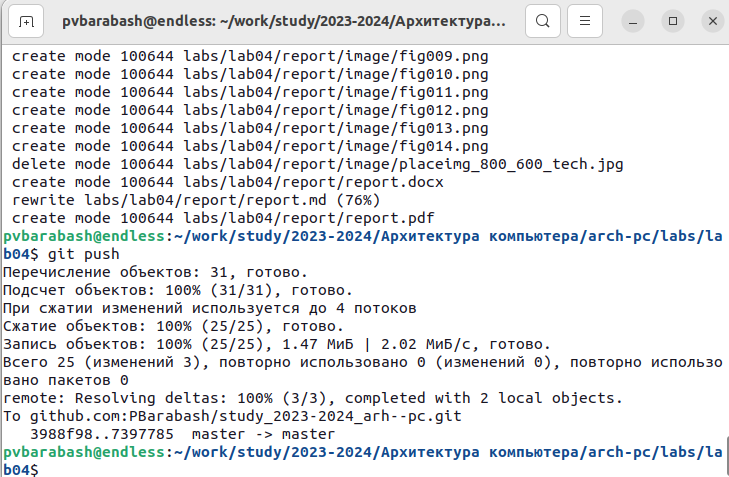 pvbarabash@endless: ~/work/study/2023-2024/Архитектура...
create mode 100644 labs/lab04/report/image/fig009.png
create mode 100644 labs/lab04/report/image/fig010.png
create mode 100644 labs/lab04/report/image/fig011.png
create mode 100644 labs/lab04/report/image/fig012.png
create mode 100644 labs/lab04/report/image/fig013.png
create mode 100644 labs/lab04/report/image/fig014.png
delete mode 100644 labs/lab04/report/image/placeimg_800_600_tech.jpg
create mode 100644 labs/lab04/report/report.docx
rewrite labs/lab04/report/report.md (76%)
create mode 100644 labs/lab04/report/report.pdf
pvbarabash@endless:~/work/study/2023-2024/Архитектура компьютера/arch-pc/labs/la
b04$ git push
Перечисление объектов: 31, готово.
Подсчет объектов: 100% (31/31), готово.
При сжатии изменений используется до 4 потоков
Сжатие объектов: 100% (25/25), готово.
Запись объектов: 100% (25/25), 1.47 МиБ | 2.02 МиБ/с, готово.
Всего 25 (изменений 3), повторно использовано 0 (изменений 0), повторно использо
вано пакетов 0
remote: Resolving deltas: 100% (3/3), completed with 2 local objects.
To github.com:PBarabash/study_2023-2024_arh--pc.git
3988f98..7397785  master -> master
pvbarabash@endless:~/work/study/2023-2024/Архитектура компьютера/arch-pc/labs/la
b04$